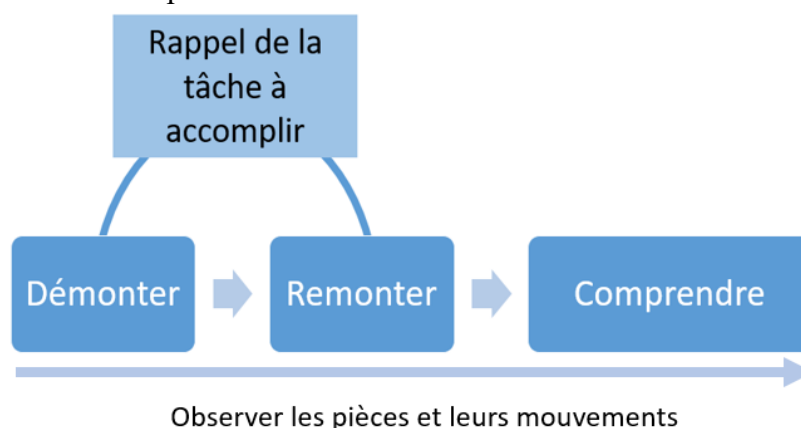 Rappel de la
tâche à
accomplir
Démonter
Remonter
Comprendre
Observer les pièces et leurs mouvements